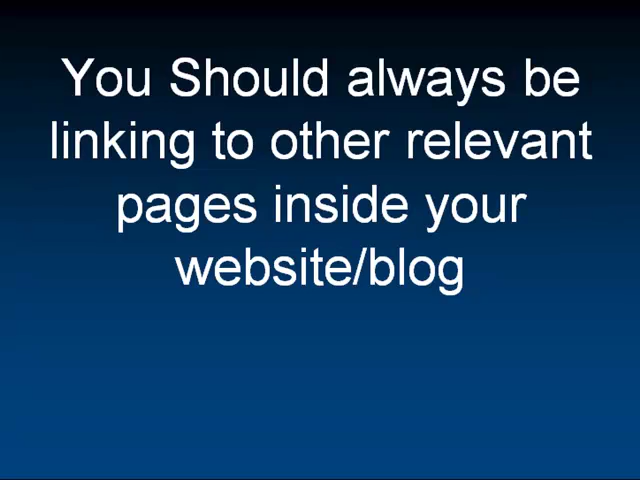 You Should always be
linking to other relevant
pages inside your
website/blog